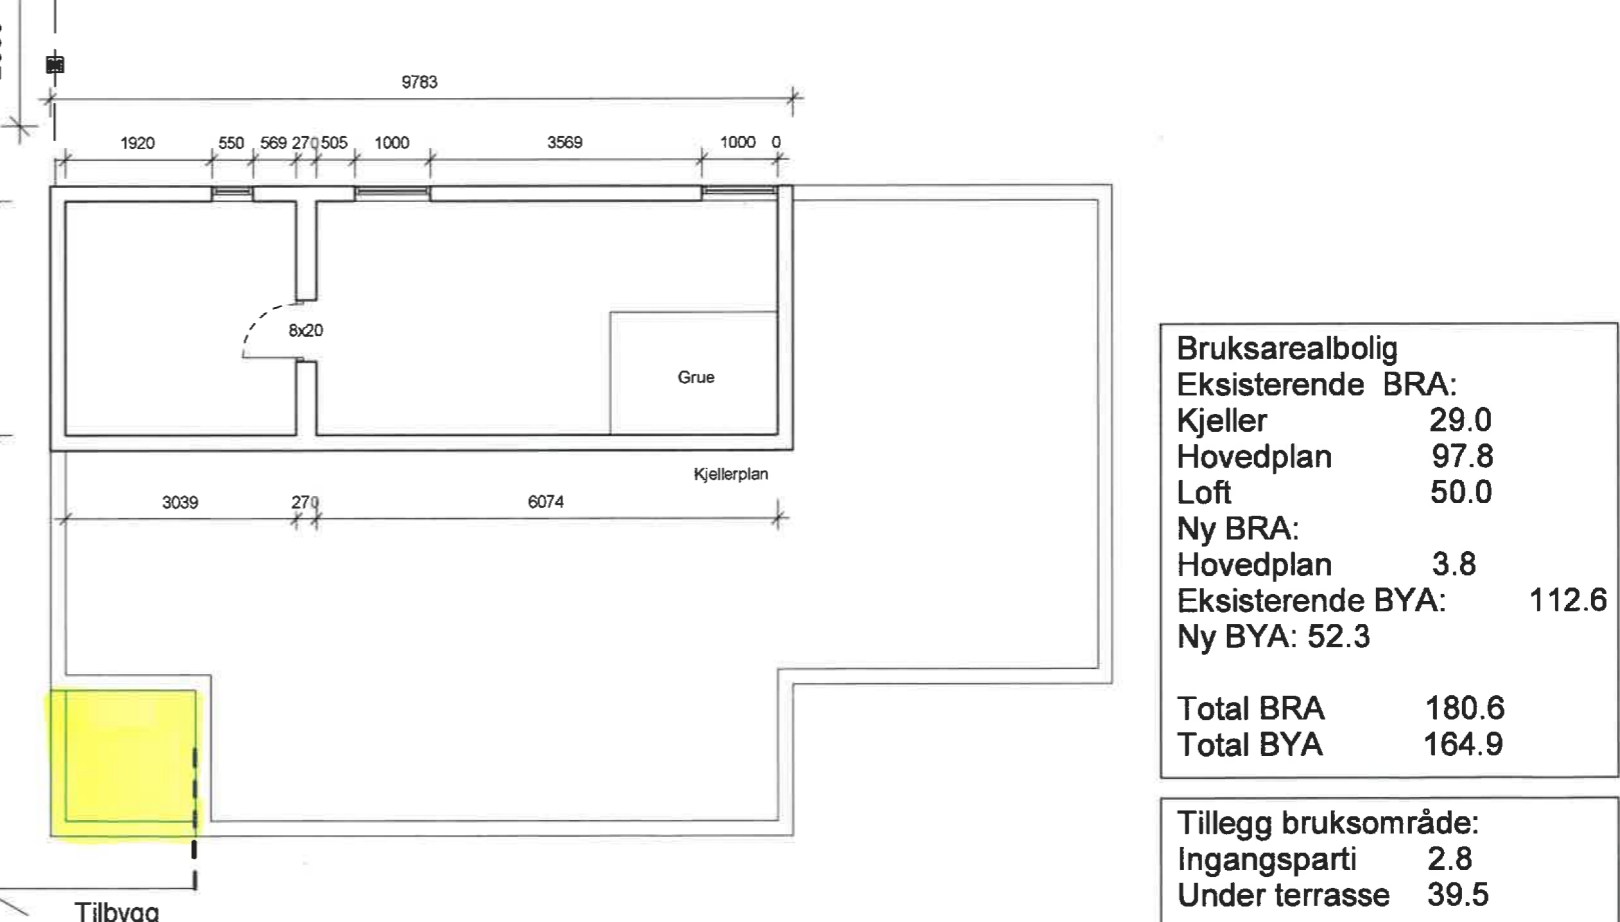 9783
1920 550 569 270 505 1000 3569 1000 0
8x20
Grue
Kjellerplan
3039 270 6074
Tilbygg
Bruksarealbolig
Eksisterende BRA:
Kjeller 29.0
Hovedplan 97.8
Loft 50.0
Ny BRA:
Hovedplan 3.8
Eksisterende BYA: 112.6
Ny BYA: 52.3
Total BRA 180.6
Total BYA 164.9
Tillegg bruksområde:
Ingangsparti 2.8
Under terrasse 39.5